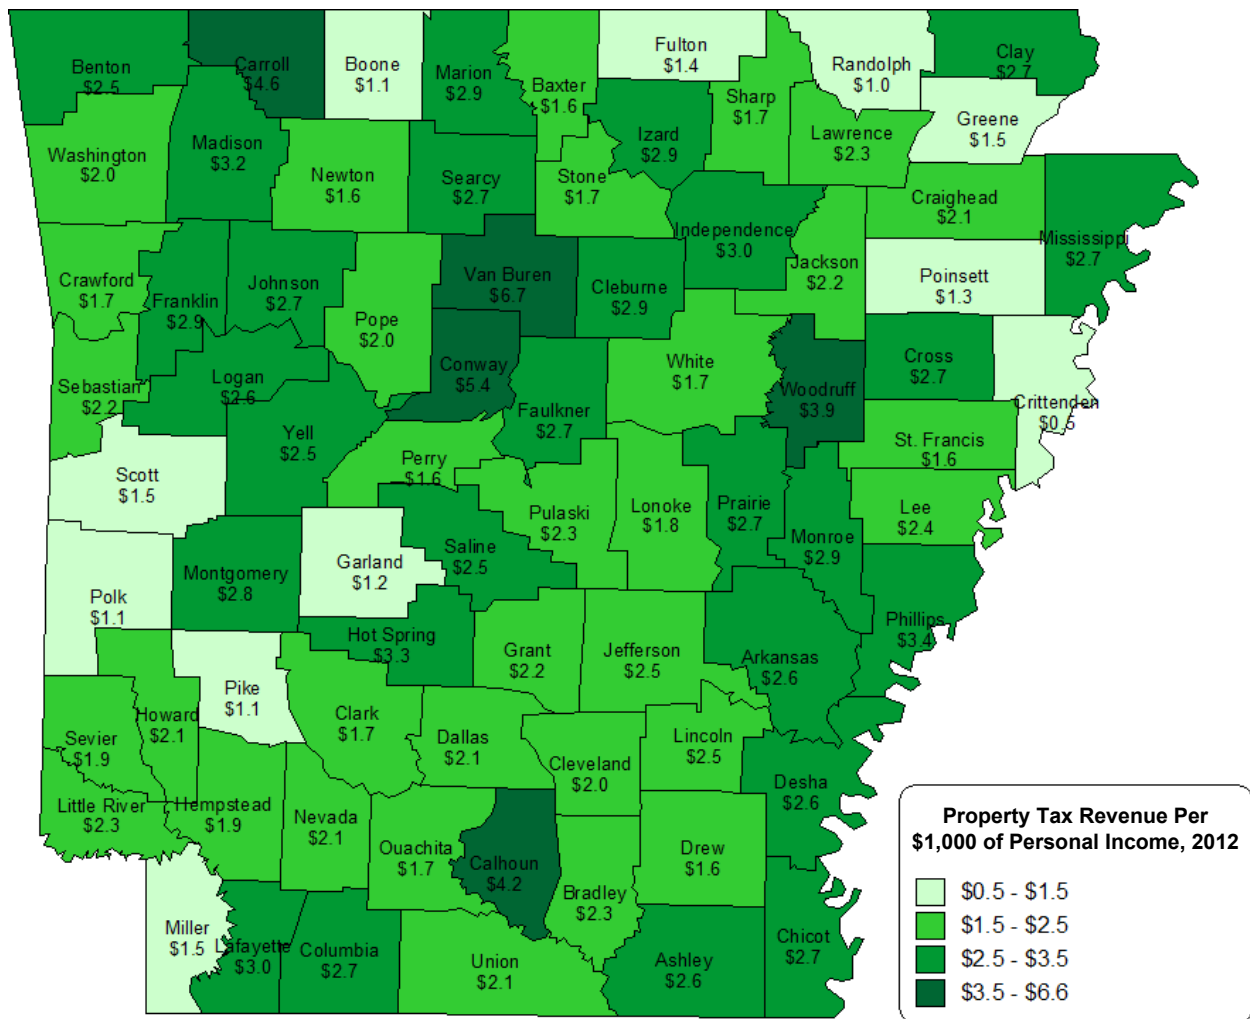 Benton
$2.5
Carroll
$4.6
Boone
$1.1
Marion
$2.9
Baxter
$1.6
Fulton
$1.4
Sharp
$1.7
Randolph
$1.0
Clay
$2.7
Greene
$1.5
Washington
$2.0
Madison
$3.2
Newton
$1.6
Searcy
$2.7
Stone
$1.7
Izard
$2.9
Lawrence
$2.3
Craighead
$2.1
Mississippi
$2.7
Crawford
$1.7
Franklin
$2.9
Johnson
$2.7
Pope
$2.0
Van Buren
$6.7
Cleburne
$2.9
Independence
$3.0
Jackson
$2.2
Poinsett
$1.3
Sebastian
$2.2
Logan
$2.6
Conway
$5.4
Faulkner
$2.7
White
$1.7
Woodruff
$3.9
Cross
$2.7
Crittenden
$0.5
Scott
$1.5
Yell
$2.5
Perry
$1.6
Pulaski
$2.3
Lonoke
$1.8
Prairie
$2.7
Monroe
$2.9
St. Francis
$1.6
Lee
$2.4
Polk
$1.1
Montgomery
$2.8
Garland
$1.2
Saline
$2.5
Hot Spring
$3.3
Grant
$2.2
Jefferson
$2.5
Arkansas
$2.6
Phillips
$3.4
Sevier
$1.9
Howard
$2.1
Pike
$1.1
Clark
$1.7
Dallas
$2.1
Cleveland
$2.0
Lincoln
$2.5
Desha
$2.6
Little River
$2.3
Hempstead
$1.9
Nevada
$2.1
Ouachita
$1.7
Calhoun
$4.2
Bradley
$2.3
Drew
$1.6
Miller
$1.5
Lafayette
$3.0
Columbia
$2.7
Union
$2.1
Ashley
$2.6
Chicot
$2.7
Property Tax Revenue Per
$1,000 of Personal Income, 2012
$0.5 - $1.5
$1.5 - $2.5
$2.5 - $3.5
$3.5 - $6.6